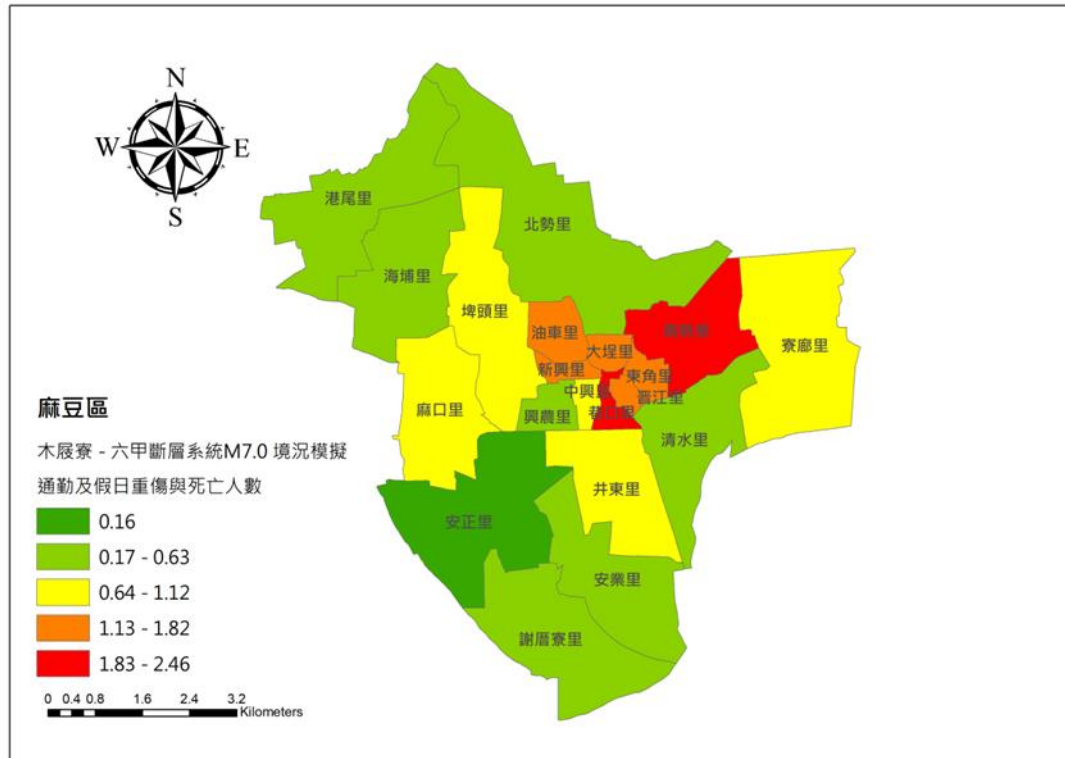 N
W E
S
港尾里
北勢里
海埔里
埤頭里
油車里
大埕里
寮廍里
新興里
東角里
麻口里
中興里
晋江里
興農里
巷口里
清水里
井東里
安正里
安業里
謝厝寮里
麻豆區
木屐寮 - 六甲斷層系統M7.0 境況模擬
通勤及假日重傷與死亡人數
0.16
0.17 - 0.63
0.64 - 1.12
1.13 - 1.82
1.83 - 2.46
0 0.4 0.8 1.6 2.4 3.2
Kilometers